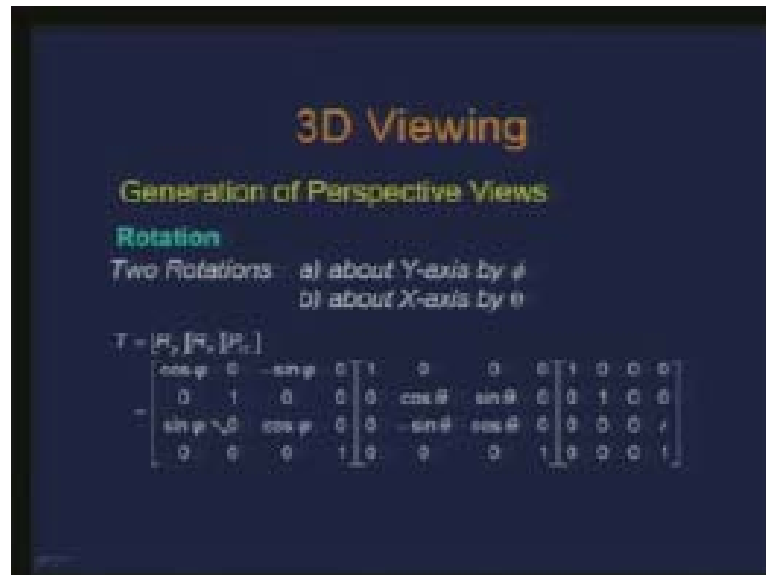 3D Viewing
Generation of Perspective Views
Rotation
Two Rotations a) about Y-axis by φ
b) about X-axis by θ
T = [R_y][R_x][P_rz]
= [cos φ 0 -sin φ 0] [1 0 0 0] [1 0 0 0]
[0 1 0 0] [0 cos θ sin θ 0] [0 1 0 0]
[sin φ 0 cos φ 0] [0 -sin θ cos θ 0] [0 0 0 r]
[0 0 0 1] [0 0 0 1] [0 0 0 1]